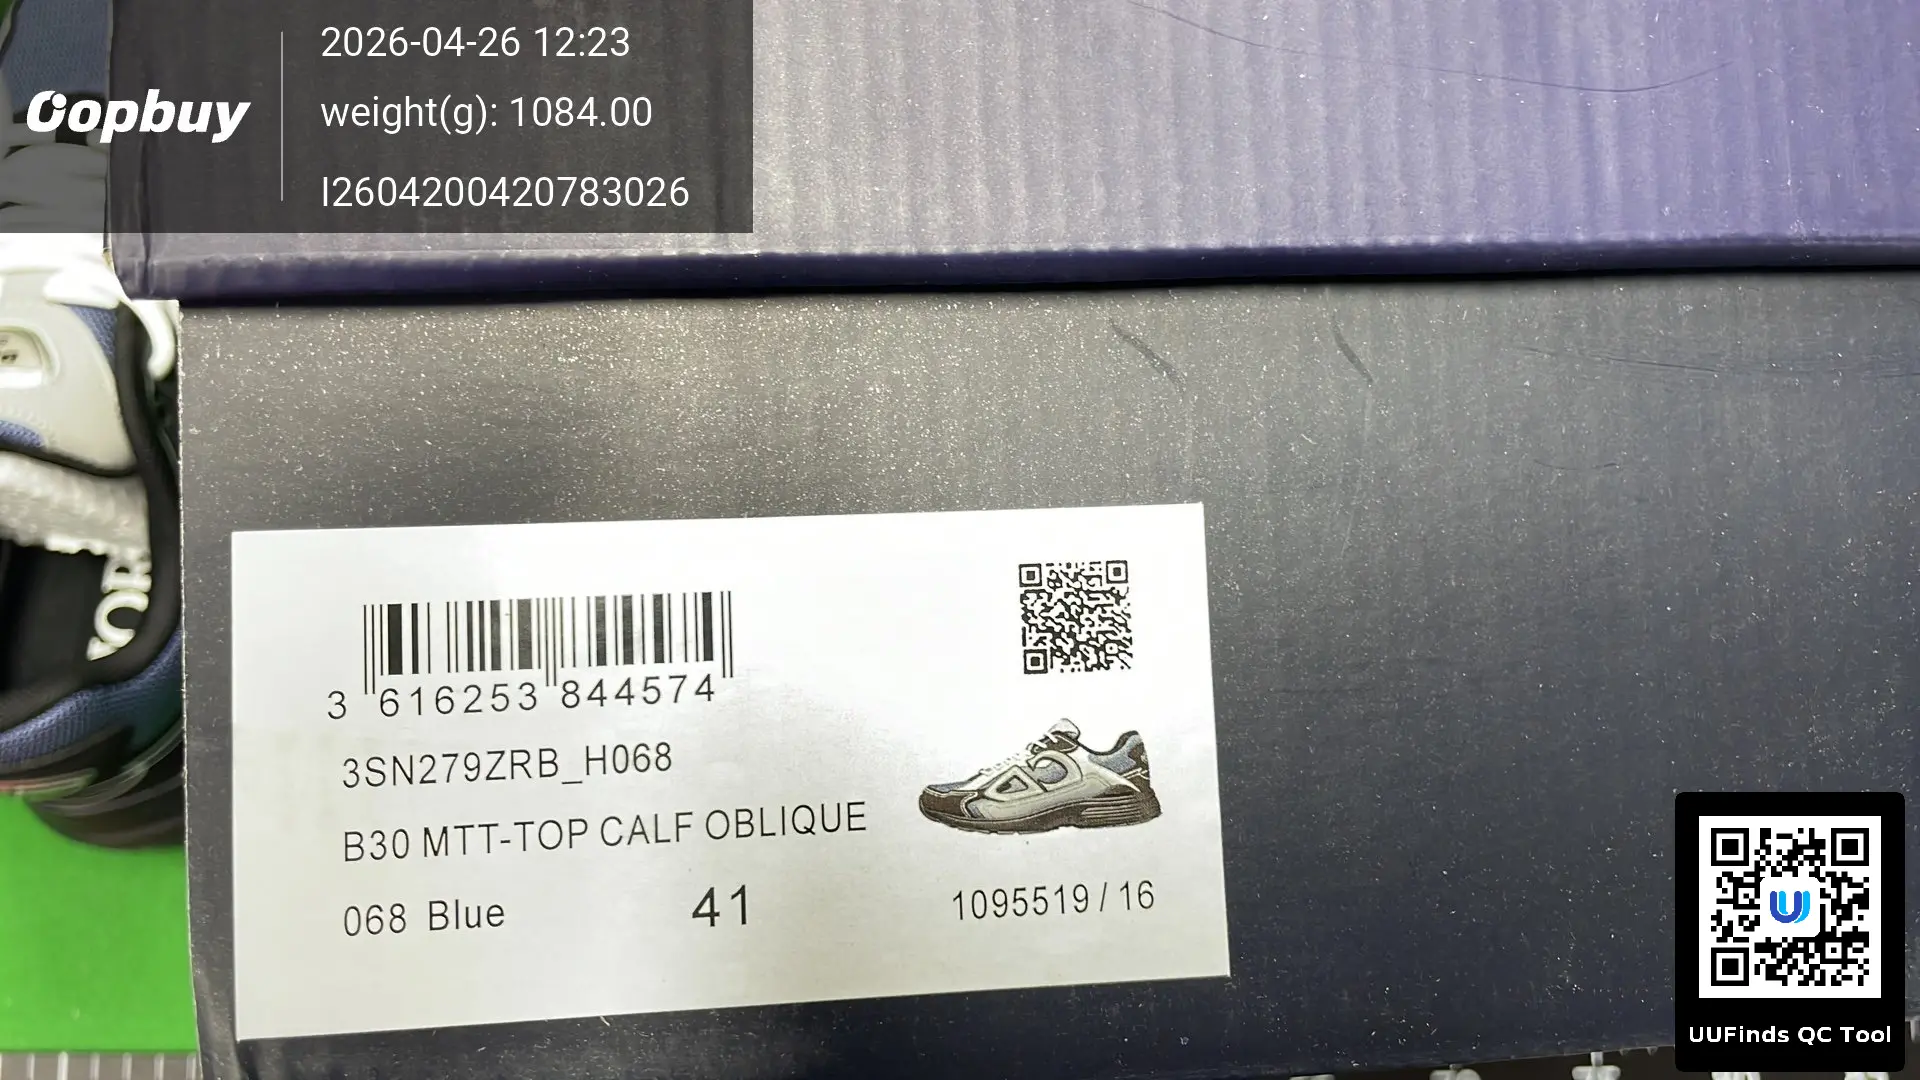 oopbuy
2026-04-26 12:23
weight(g): 1084.00
I2604200420783026
3 616253 844574
3SN279ZRB_H068
B30 MTT-TOP CALF OBLIQUE
068 Blue 41 1095519 / 16
UUFinds QC Tool